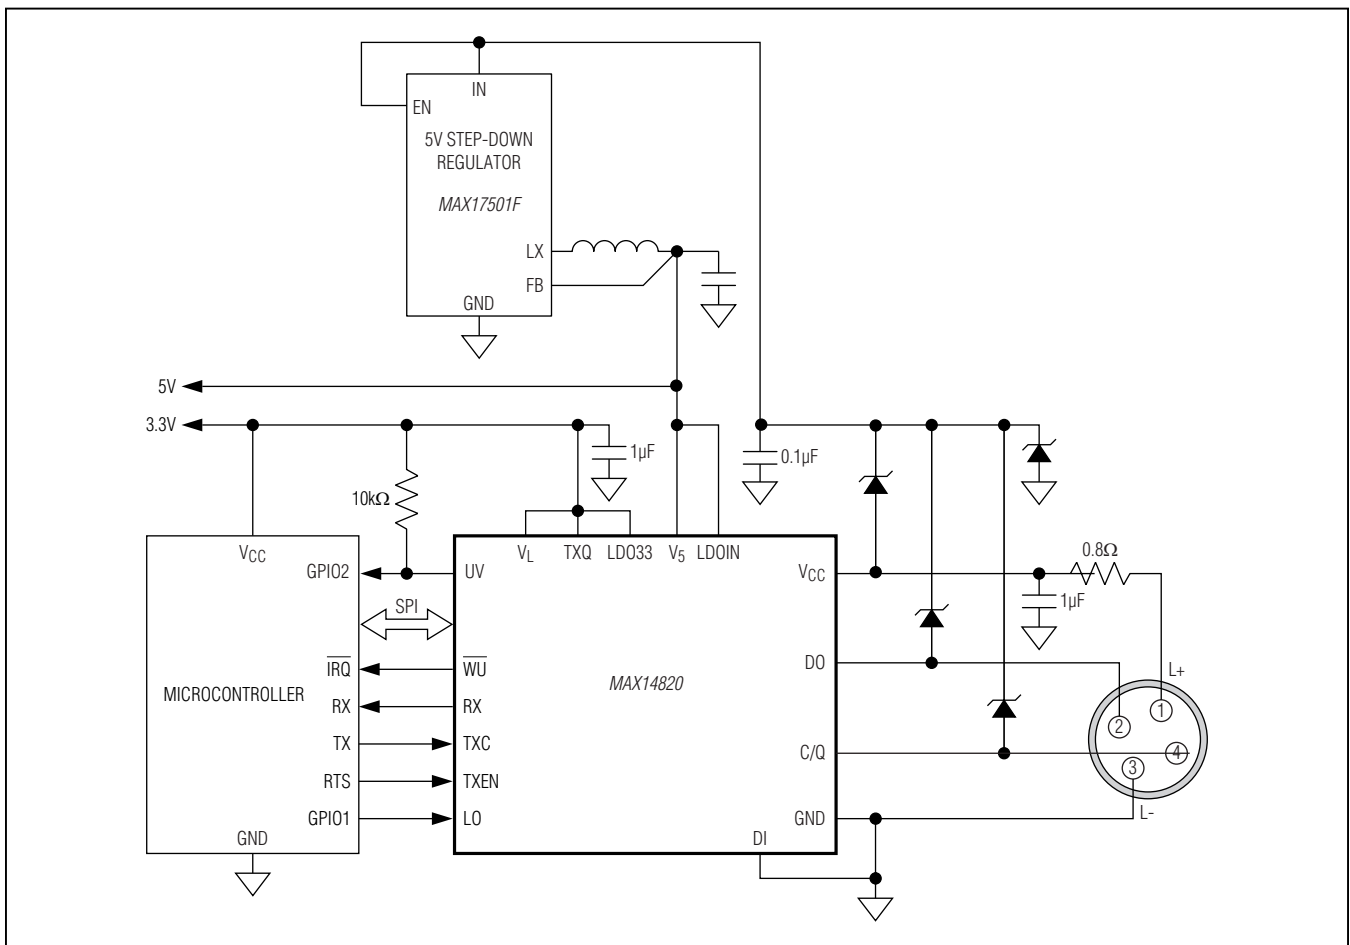 IN
EN
5V STEP-DOWN
REGULATOR
MAX17501F
LX
FB
GND
5V
3.3V
1µF
0.1µF
10kΩ
VCC
VL
TXQ
LDO33
V5
LDOIN
0.8Ω
GPIO2
UV
VCC
1µF
SPI
IRQ
WU
DO
L+
MICROCONTROLLER
MAX14820
RX
RX
1
2
TX
TXC
C/Q
4
3
RTS
TXEN
GPIO1
LO
GND
L-
GND
DI